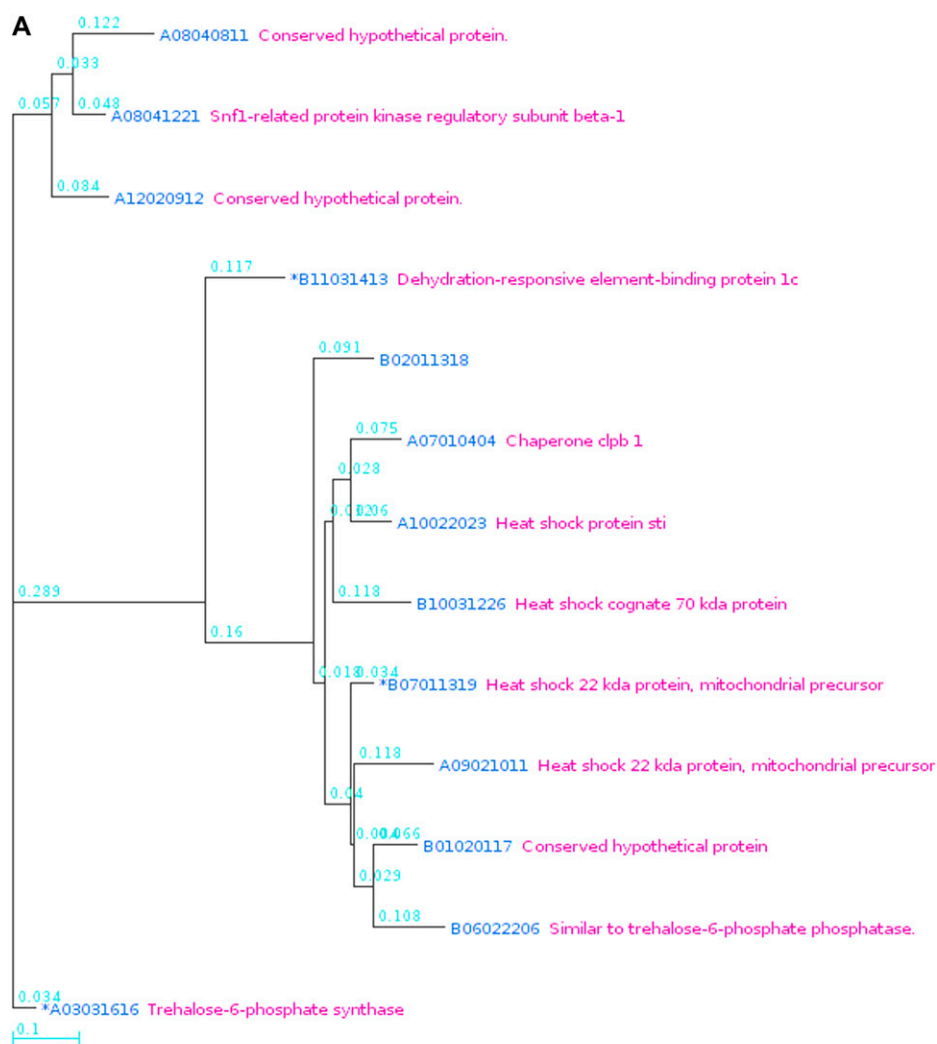 A
0.122
A08040811 Conserved hypothetical protein.
0.033
0.057
0.048
A08041221 Snf1-related protein kinase regulatory subunit beta-1
0.084
A12020912 Conserved hypothetical protein.
0.117
*B11031413 Dehydration-responsive element-binding protein 1c
0.091
B02011318
0.075
A07010404 Chaperone clpb 1
0.028
0.012 0.06
A10022023 Heat shock protein sti
0.289
0.118
B10031226 Heat shock cognate 70 kda protein
0.16
0.018 0.034
*B07011319 Heat shock 22 kda protein, mitochondrial precursor
0.118
A09021011 Heat shock 22 kda protein, mitochondrial precursor
0.04
0.004 0.066
B01020117 Conserved hypothetical protein
0.029
0.108
B06022206 Similar to trehalose-6-phosphate phosphatase.
0.034
*A03031616 Trehalose-6-phosphate synthase
0.1